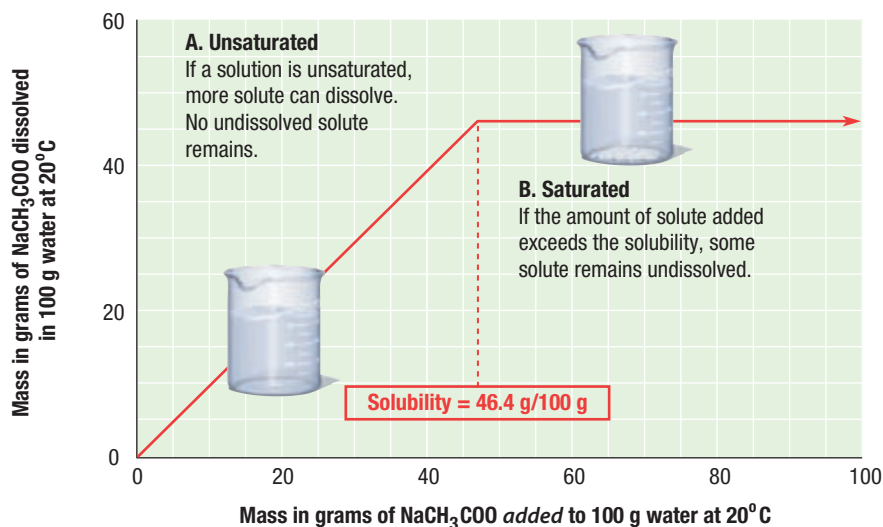 60
40
20
0
Mass in grams of NaCH₃COO dissolved
in 100 g water at 20⁰C
A. Unsaturated
If a solution is unsaturated,
more solute can dissolve.
No undissolved solute
remains.
B. Saturated
If the amount of solute added
exceeds the solubility, some
solute remains undissolved.
Solubility = 46.4 g/100 g
0
20
40
60
80
100
Mass in grams of NaCH₃COO added to 100 g water at 20⁰C